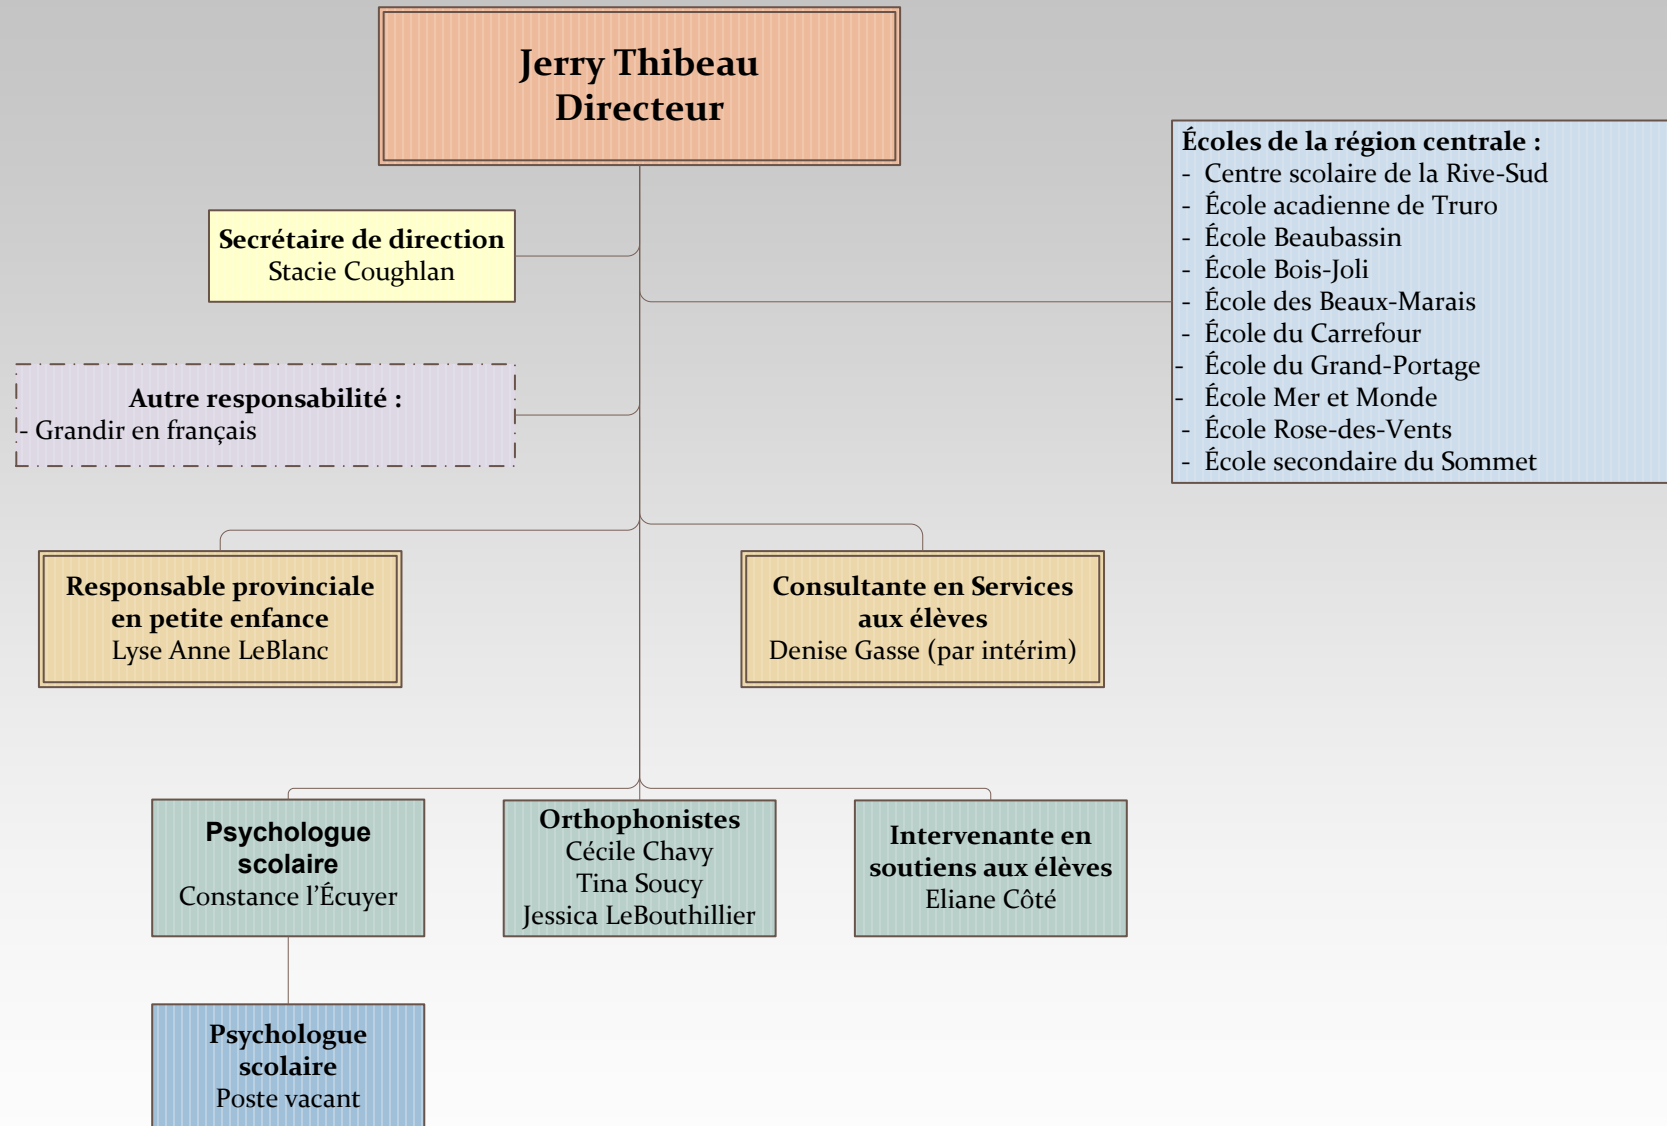 Jerry Thibeau
Directeur
Secrétaire de direction
Stacie Coughlan
Écoles de la région centrale :
- Centre scolaire de la Rive-Sud
- École acadienne de Truro
- École Beaubassin
- École Bois-Joli
- École des Beaux-Marais
- École du Carrefour
- École du Grand-Portage
- École Mer et Monde
- École Rose-des-Vents
- École secondaire du Sommet
Autre responsabilité :
- Grandir en français
Responsable provinciale
en petite enfance
Lyse Anne LeBlanc
Consultante en Services
aux élèves
Denise Gasse (par intérim)
Psychologue
scolaire
Constance l'Écuyer
Orthophonistes
Cécile Chavy
Tina Soucy
Jessica LeBouthillier
Intervenante en
soutiens aux élèves
Eliane Côté
Psychologue
scolaire
Poste vacant